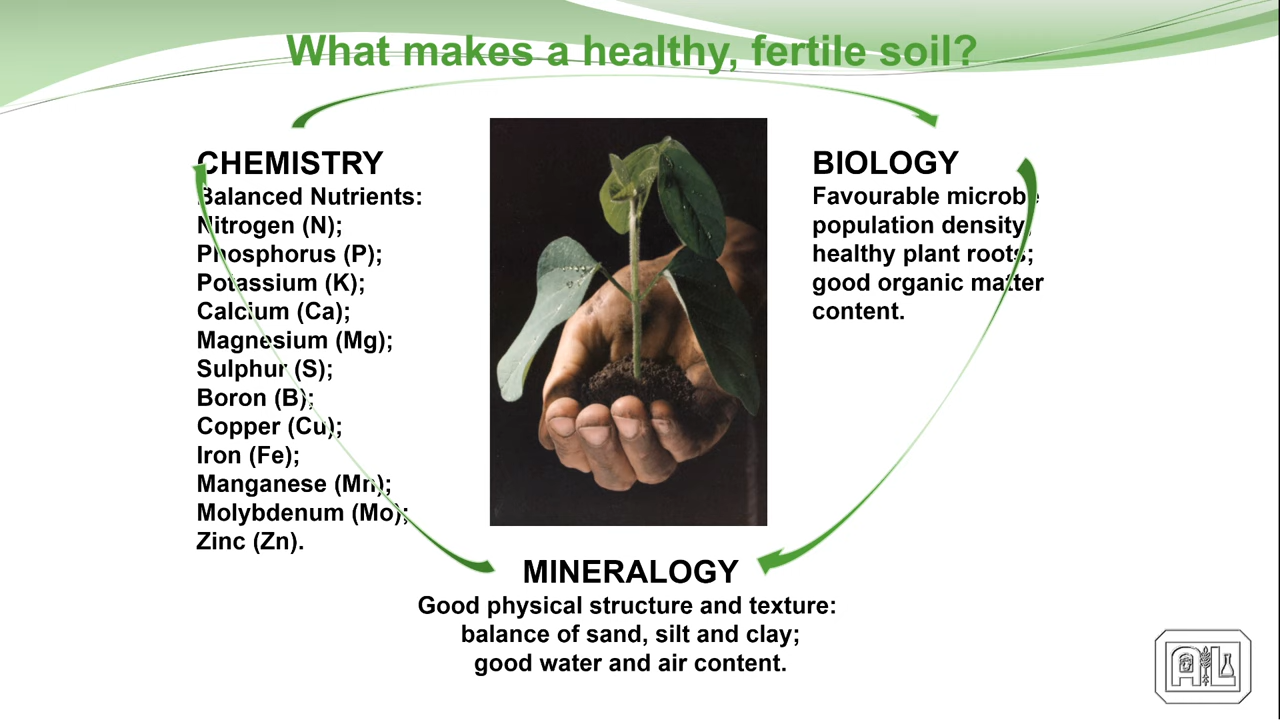 What makes a healthy, fertile soil?
CHEMISTRY
Balanced Nutrients:
Nitrogen (N);
Phosphorus (P);
Potassium (K);
Calcium (Ca);
Magnesium (Mg);
Sulphur (S);
Boron (B);
Copper (Cu);
Iron (Fe);
Manganese (Mn);
Molybdenum (Mo);
Zinc (Zn).
BIOLOGY
Favourable microbe
population density;
healthy plant roots;
good organic matter
content.
MINERALOGY
Good physical structure and texture:
balance of sand, silt and clay;
good water and air content.
AL